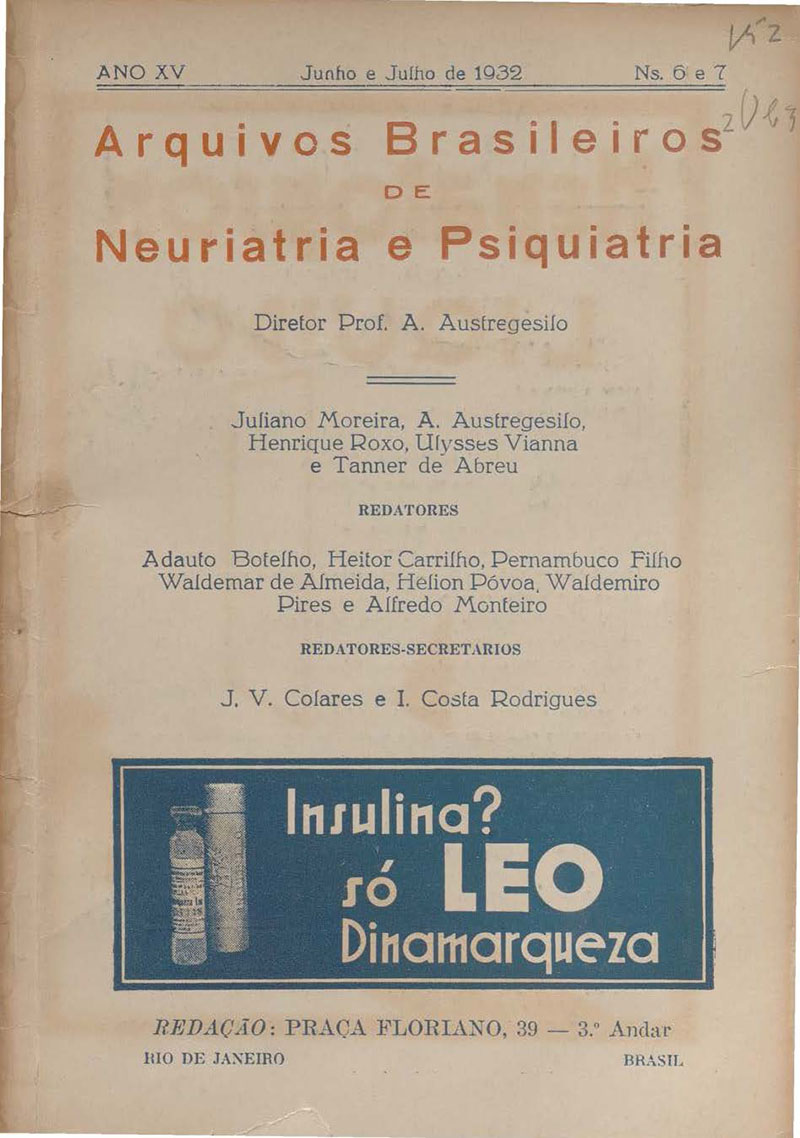 ANO XV Junho e Julho de 1932 Ns. 6 e 7
Arquivos Brasileiros
DE
Neuriatria e Psiquiatria
Diretor Prof. A. Austregesilo
Juliano Moreira, A. Austregesilo,
Henrique Roxo, Ulysses Vianna
e Tanner de Abreu
REDATORES
Adauto Botelho, Heitor Carrilho, Pernambuco Filho
Waldemar de Almeida, Helion Póvoa, Waldemiro
Pires e Alfredo Monteiro
REDATORES-SECRETARIOS
J. V. Colares e I. Costa Rodrigues
Insulina?
só LEO
Dinamarqueza
REDAÇÃO: PRAÇA FLORIANO, 39 — 3.º Andar
RIO DE JANEIRO BRASIL